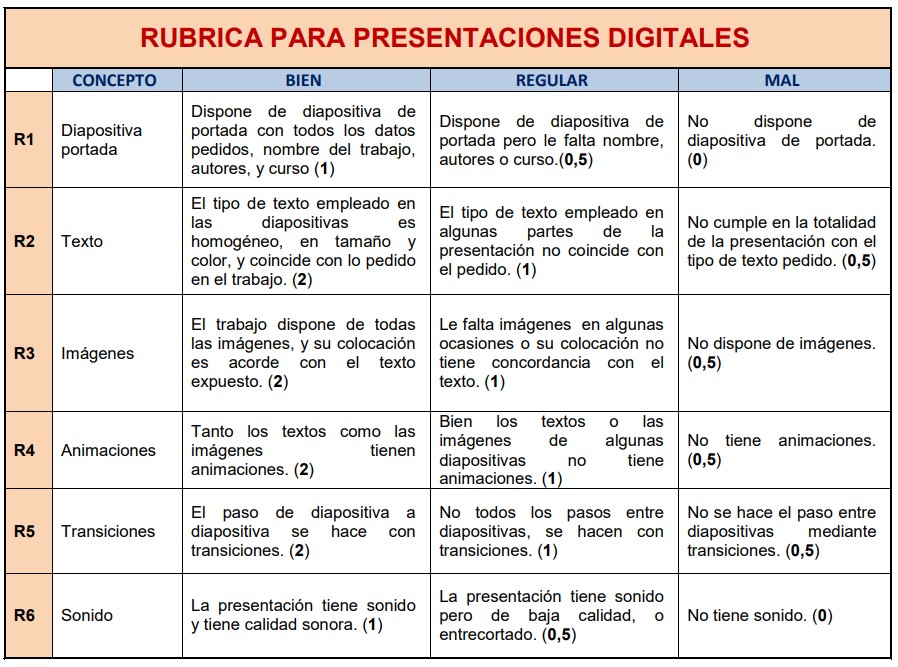 RUBRICA PARA PRESENTACIONES DIGITALES
CONCEPTO BIEN REGULAR MAL
R1
Diapositiva
portada
Dispone de diapositiva de
portada con todos los datos
pedidos, nombre del trabajo,
autores, y curso (1)
Dispone de diapositiva de
portada pero le falta nombre,
autores o curso.(0,5)
No dispone de
diapositiva de portada.
(0)
R2
Texto
El tipo de texto empleado en
las diapositivas es
homogéneo, en tamaño y
color, y coincide con lo pedido
en el trabajo. (2)
El tipo de texto empleado en
algunas partes de la
presentación no coincide con
el pedido. (1)
No cumple en la totalidad
de la presentación con el
tipo de texto pedido. (0,5)
R3
Imágenes
El trabajo dispone de todas
las imágenes, y su colocación
es acorde con el texto
expuesto. (2)
Le falta imágenes en algunas
ocasiones o su colocación no
tiene concordancia con el
texto. (1)
No dispone de imágenes.
(0,5)
R4
Animaciones
Tanto los textos como las
imágenes tienen
animaciones. (2)
Bien los textos o las
imágenes de algunas
diapositivas no tiene
animaciones. (1)
No tiene animaciones.
(0,5)
R5
Transiciones
El paso de diapositiva a
diapositiva se hace con
transiciones. (2)
No todos los pasos entre
diapositivas, se hacen con
transiciones. (1)
No se hace el paso entre
diapositivas mediante
transiciones. (0,5)
R6
Sonido
La presentación tiene sonido
y tiene calidad sonora. (1)
La presentación tiene sonido
pero de baja calidad, o
entrecortado. (0,5)
No tiene sonido. (0)